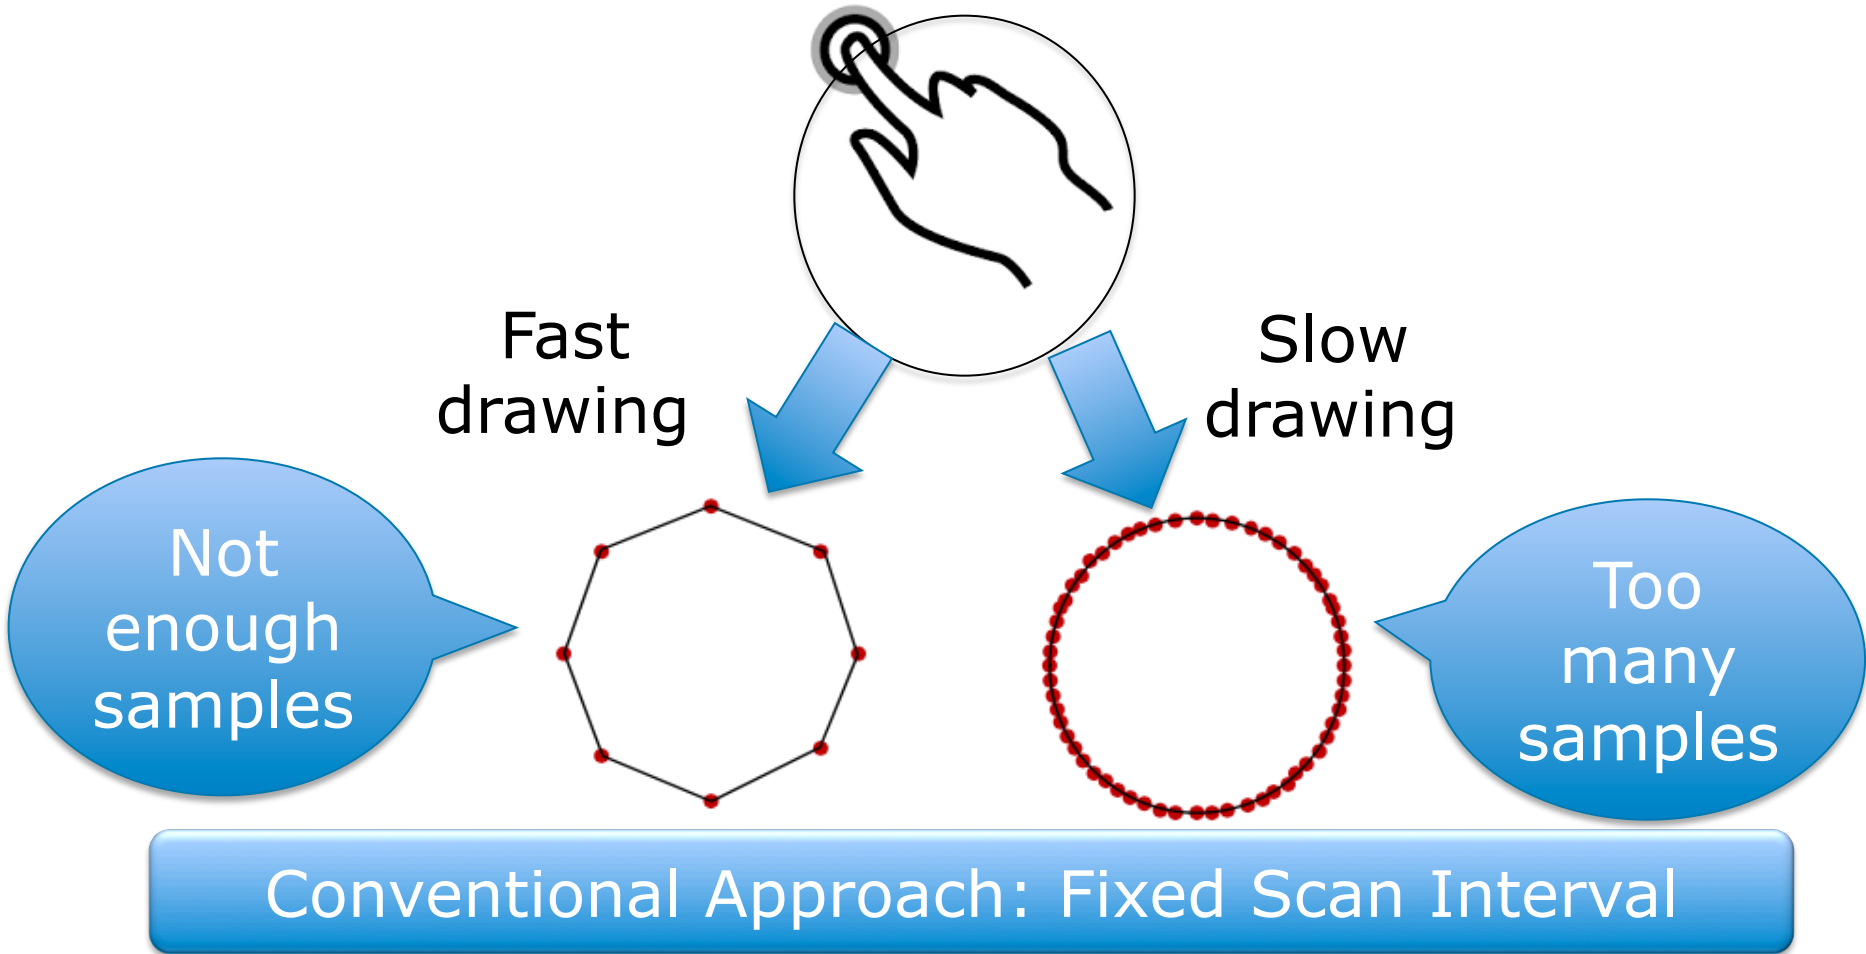 Fast
drawing
Slow
drawing
Not
enough
samples
Too
many
samples
Conventional Approach: Fixed Scan Interval